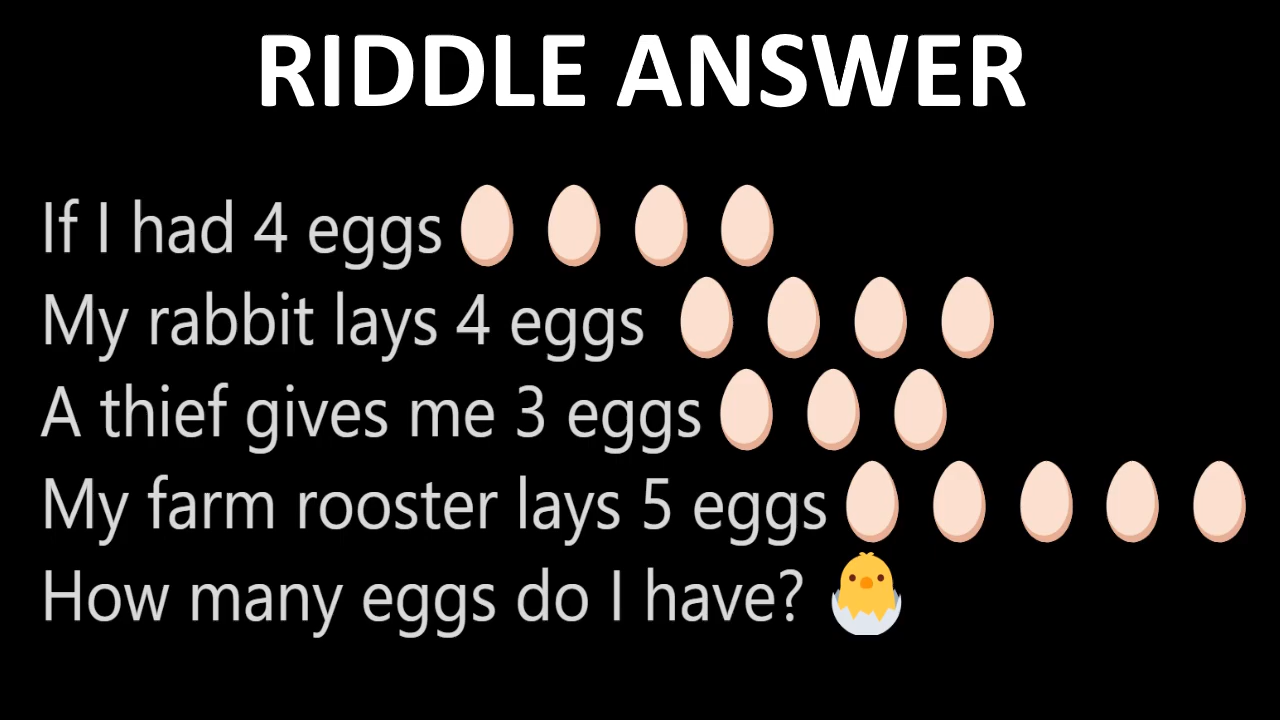 RIDDLE ANSWER
If I had 4 eggs
My rabbit lays 4 eggs
A thief gives me 3 eggs
My farm rooster lays 5 eggs
How many eggs do I have?